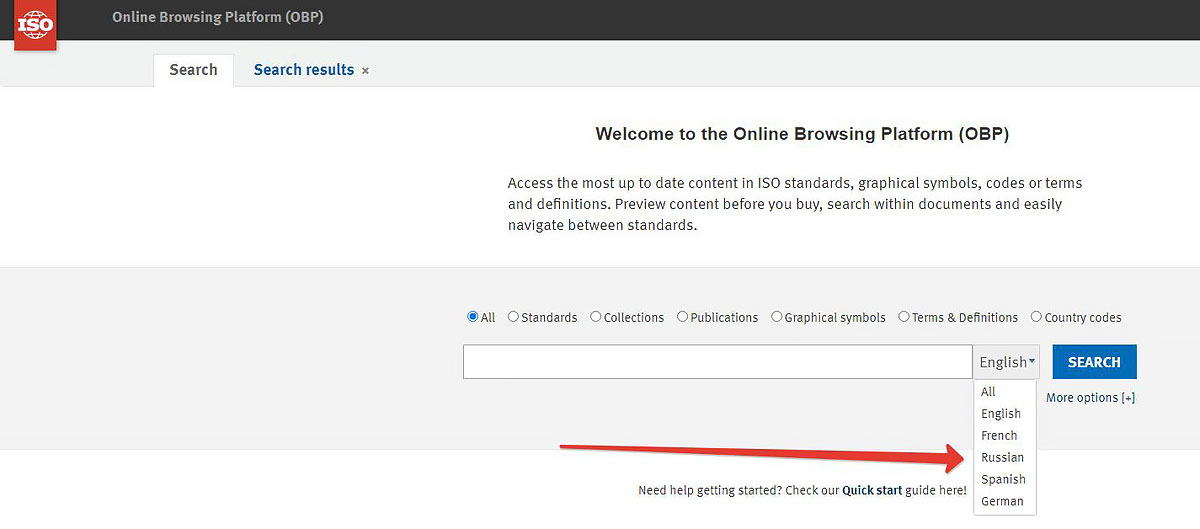 ISO
Online Browsing Platform (OBP)
Search
Search results ×
Welcome to the Online Browsing Platform (OBP)
Access the most up to date content in ISO standards, graphical symbols, codes or terms
and definitions. Preview content before you buy, search within documents and easily
navigate between standards.
All Standards Collections Publications Graphical symbols Terms & Definitions Country codes
English SEARCH
All
More options [+]
English
French
Russian
Spanish
German
Need help getting started? Check our Quick start guide here!